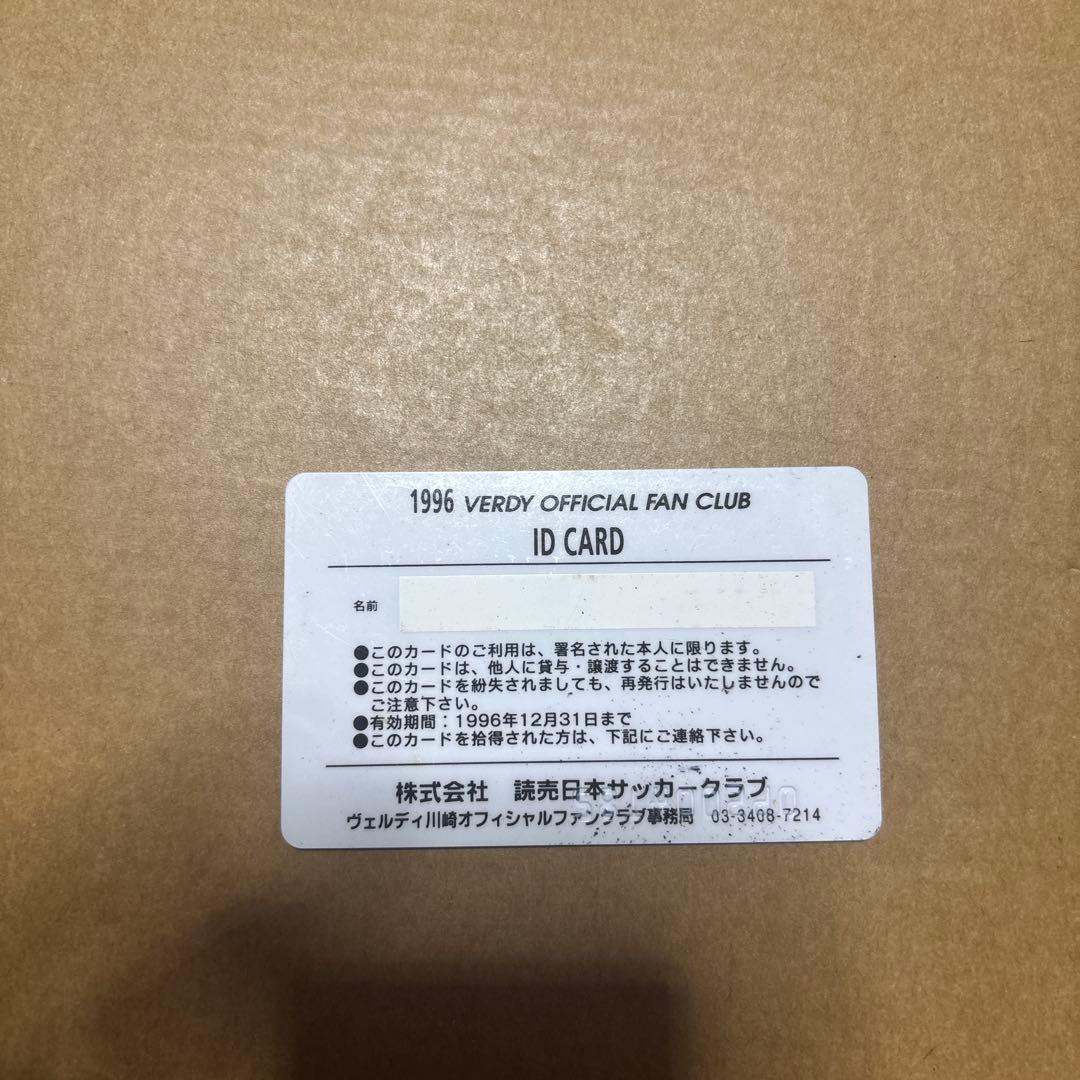 1996 VERDY OFFICIAL FAN CLUB
ID CARD
名前
●このカードのご利用は、署名された本人に限ります。
●このカードは、他人に貸与・譲渡することはできません。
●このカードを紛失されましても、再発行はいたしませんので
ご注意下さい。
●有効期間：1996年12月31日まで
●このカードを拾得された方は、下記にご連絡下さい。
株式会社 読売日本サッカークラブ
ヴェルディ川崎オフィシャルファンクラブ事務局 03-3408-7214